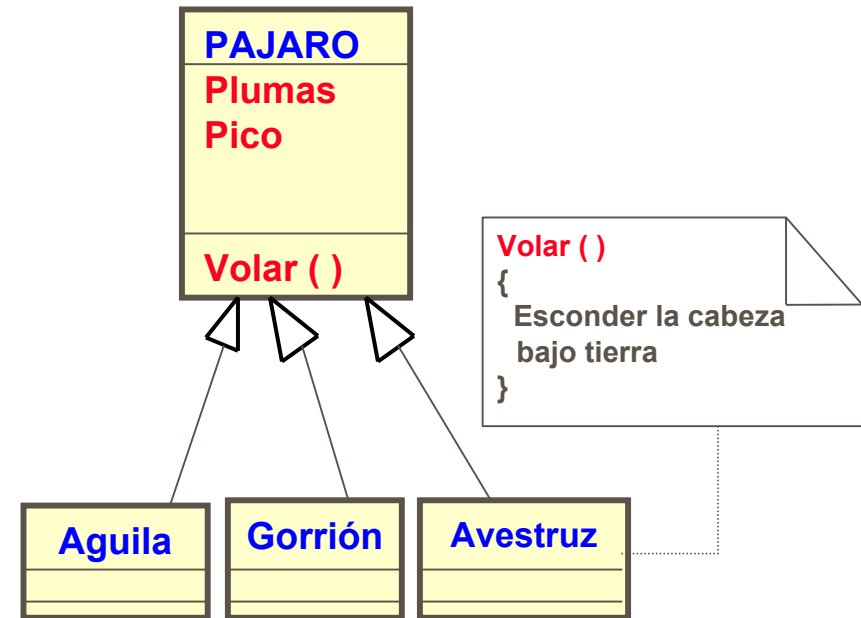 PAJARO
Plumas
Pico
Volar ( )
Volar ( )
{
Esconder la cabeza
bajo tierra
}
Aguila
Gorrión
Avestruz